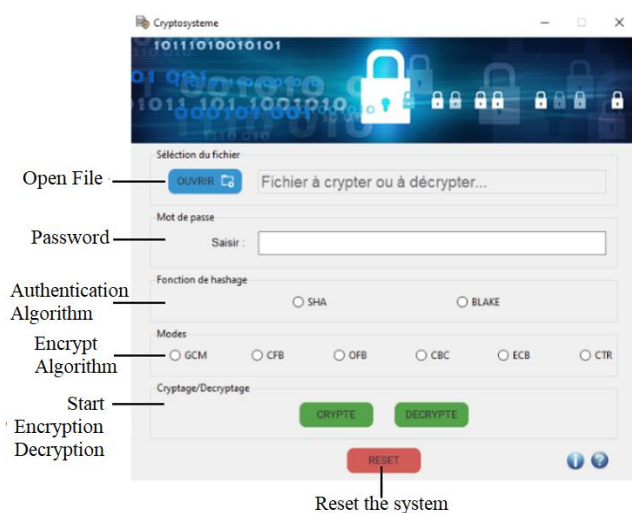 Cryptosysteme
10111010010101
Séléction du fichier
Open File
OUVRIR
Fichier à crypter ou à décrypter...
Mot de passe
Password
Saisir :
Fonction de hashage
Authentication
Algorithm
SHA
BLAKE
Modes
Encrypt
Algorithm
GCM
CFB
OFB
CBC
ECB
CTR
Cryptage/Decryptage
Start
Encryption
Decryption
CRYPTE
DECRYPTE
RESET
Reset the system